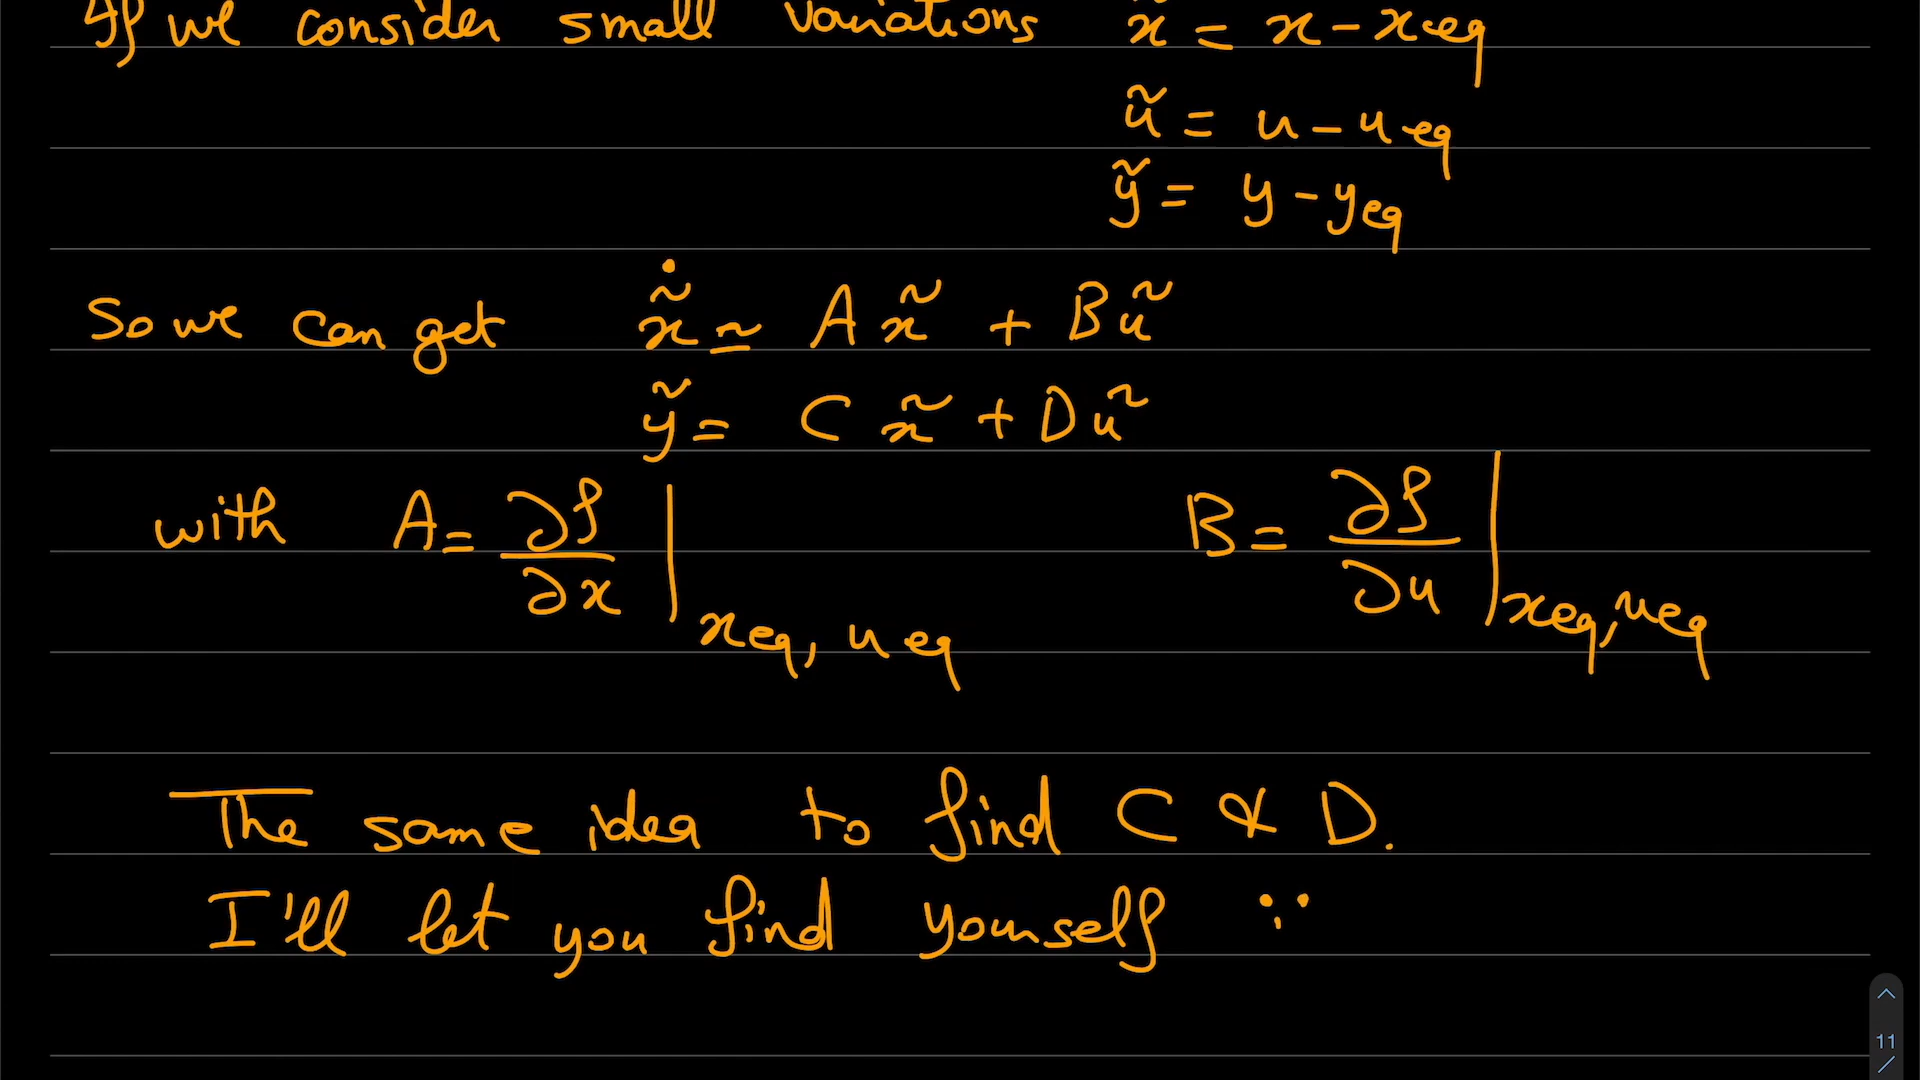 If we consider small variations x̃ = x - xeq
ũ = u - ueq
ỹ = y - yeq
So we can get ẋ̃ ≃ A x̃ + B ũ
ỹ = C x̃ + D ũ
with A = ∂f/∂x | xeq, ueq B = ∂f/∂u | xeq, ueq
The same idea to find C & D.
I'll let you find yourself
11